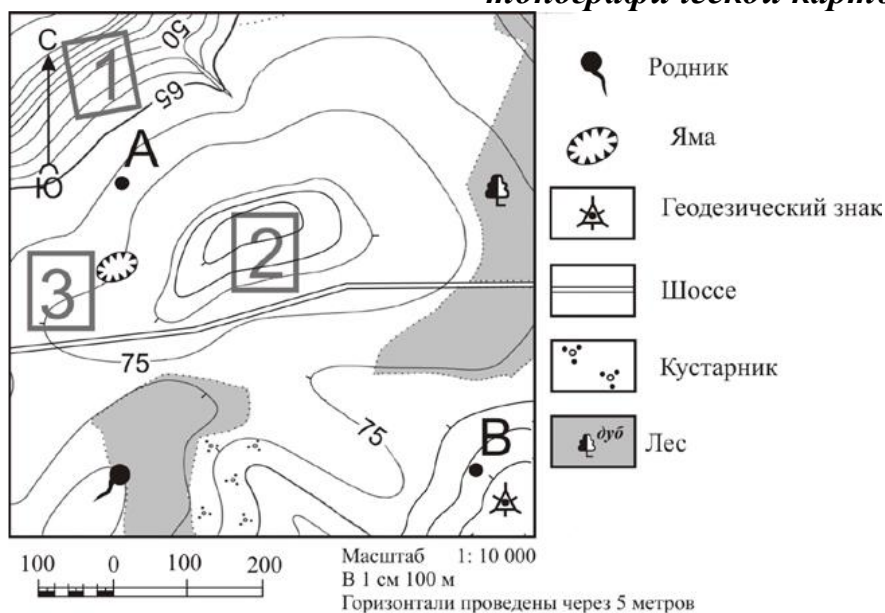 топографической карто
С
1
50
65
Ю
A
2
3
75
75
B
Родник
Яма
Геодезический знак
Шоссе
Кустарник
дуб
Лес
100 0 100 200
Масштаб 1: 10 000
В 1 см 100 м
Горизонтали проведены через 5 метров